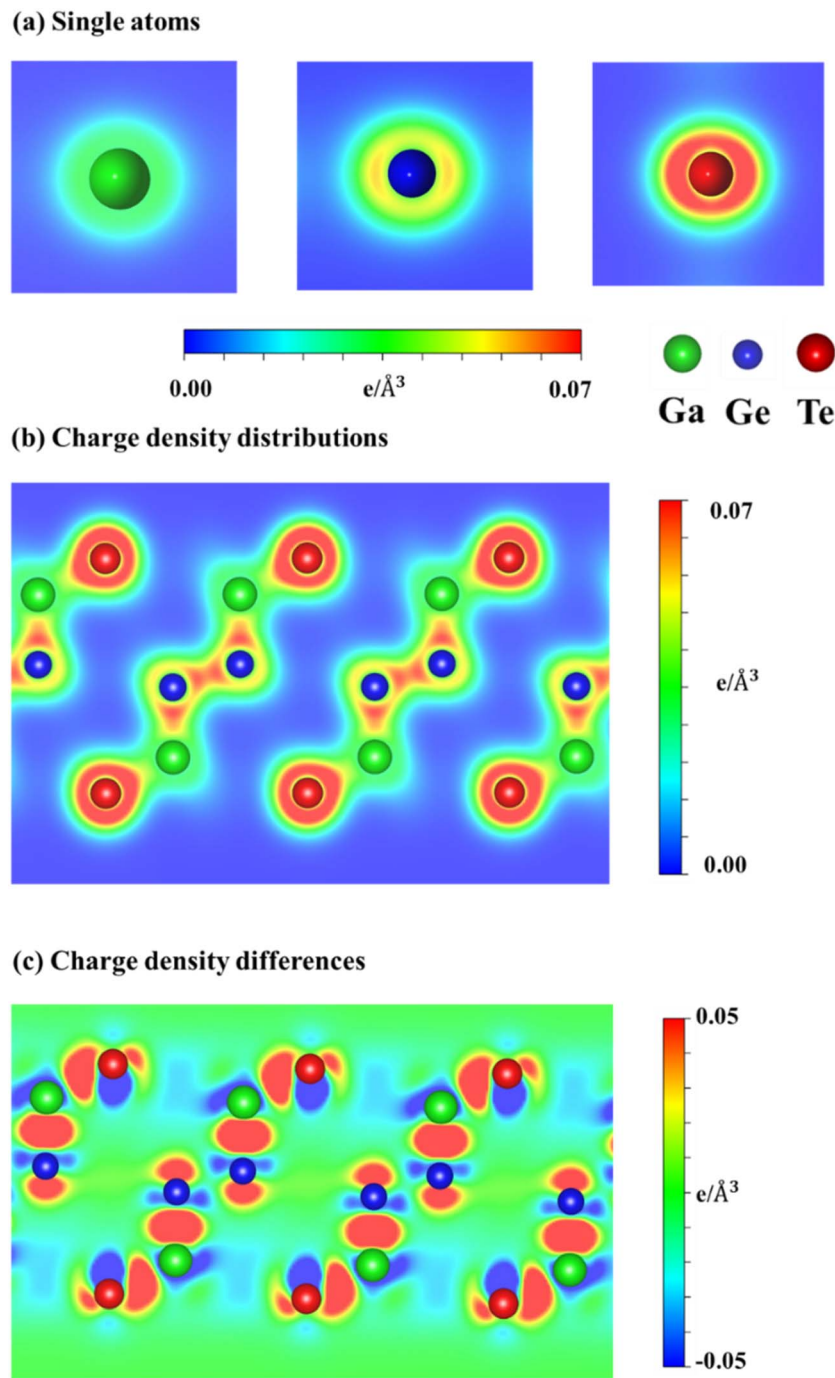 (a) Single atoms
0.00 e/Å³ 0.07
Ga Ge Te
(b) Charge density distributions
0.07
e/Å³
0.00
(c) Charge density differences
0.05
e/Å³
-0.05